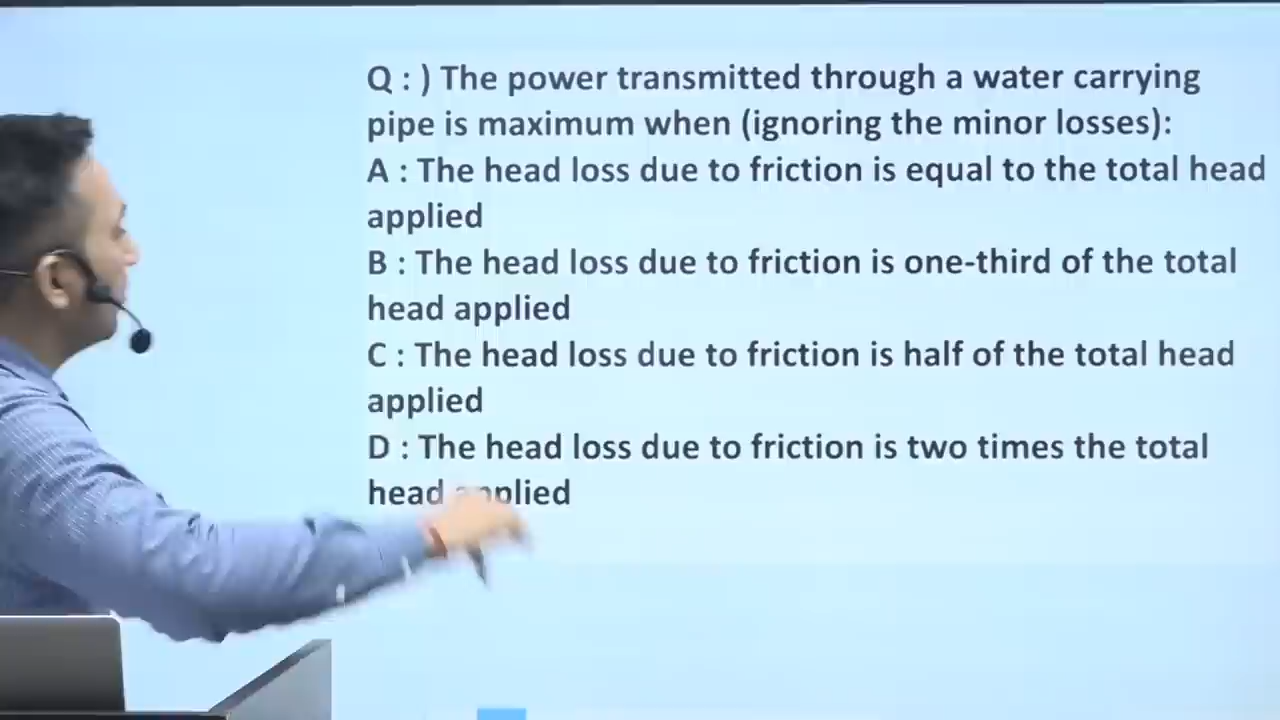 Q : ) The power transmitted through a water carrying
pipe is maximum when (ignoring the minor losses):
A : The head loss due to friction is equal to the total head
applied
B : The head loss due to friction is one-third of the total
head applied
C : The head loss due to friction is half of the total head
applied
D : The head loss due to friction is two times the total
head applied